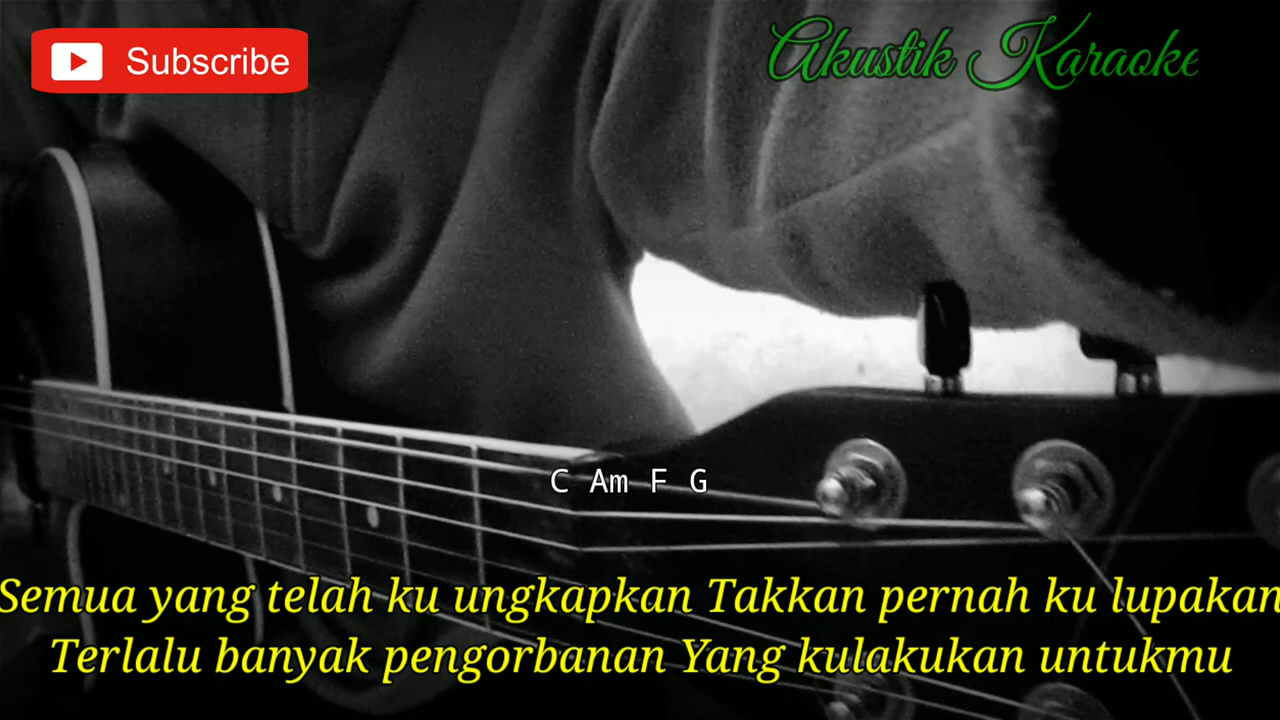 Subscribe
Akustik Karaoke
C Am F G
Semua yang telah ku ungkapkan Takkan pernah ku lupakan
Terlalu banyak pengorbanan Yang kulakukan untukmu